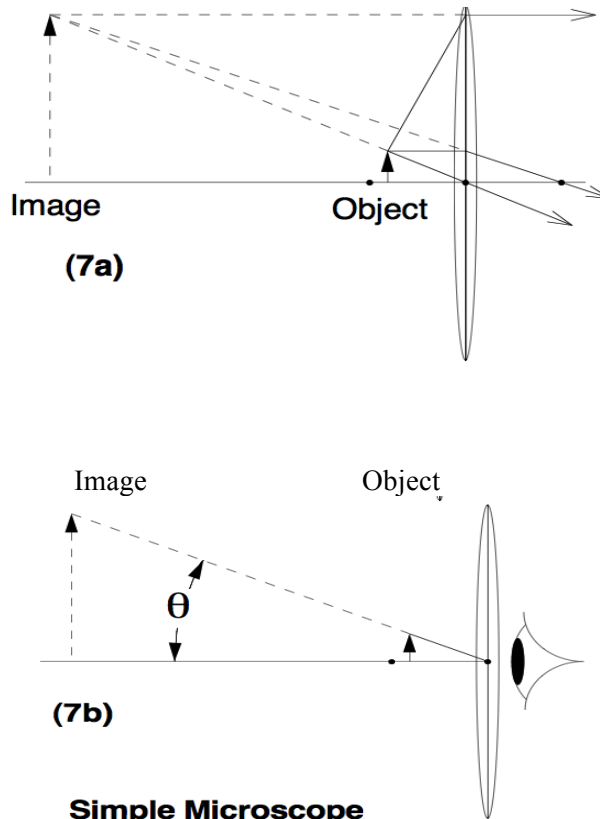 Image
Object
(7a)
Image
Object
θ
(7b)
Simple Microscope